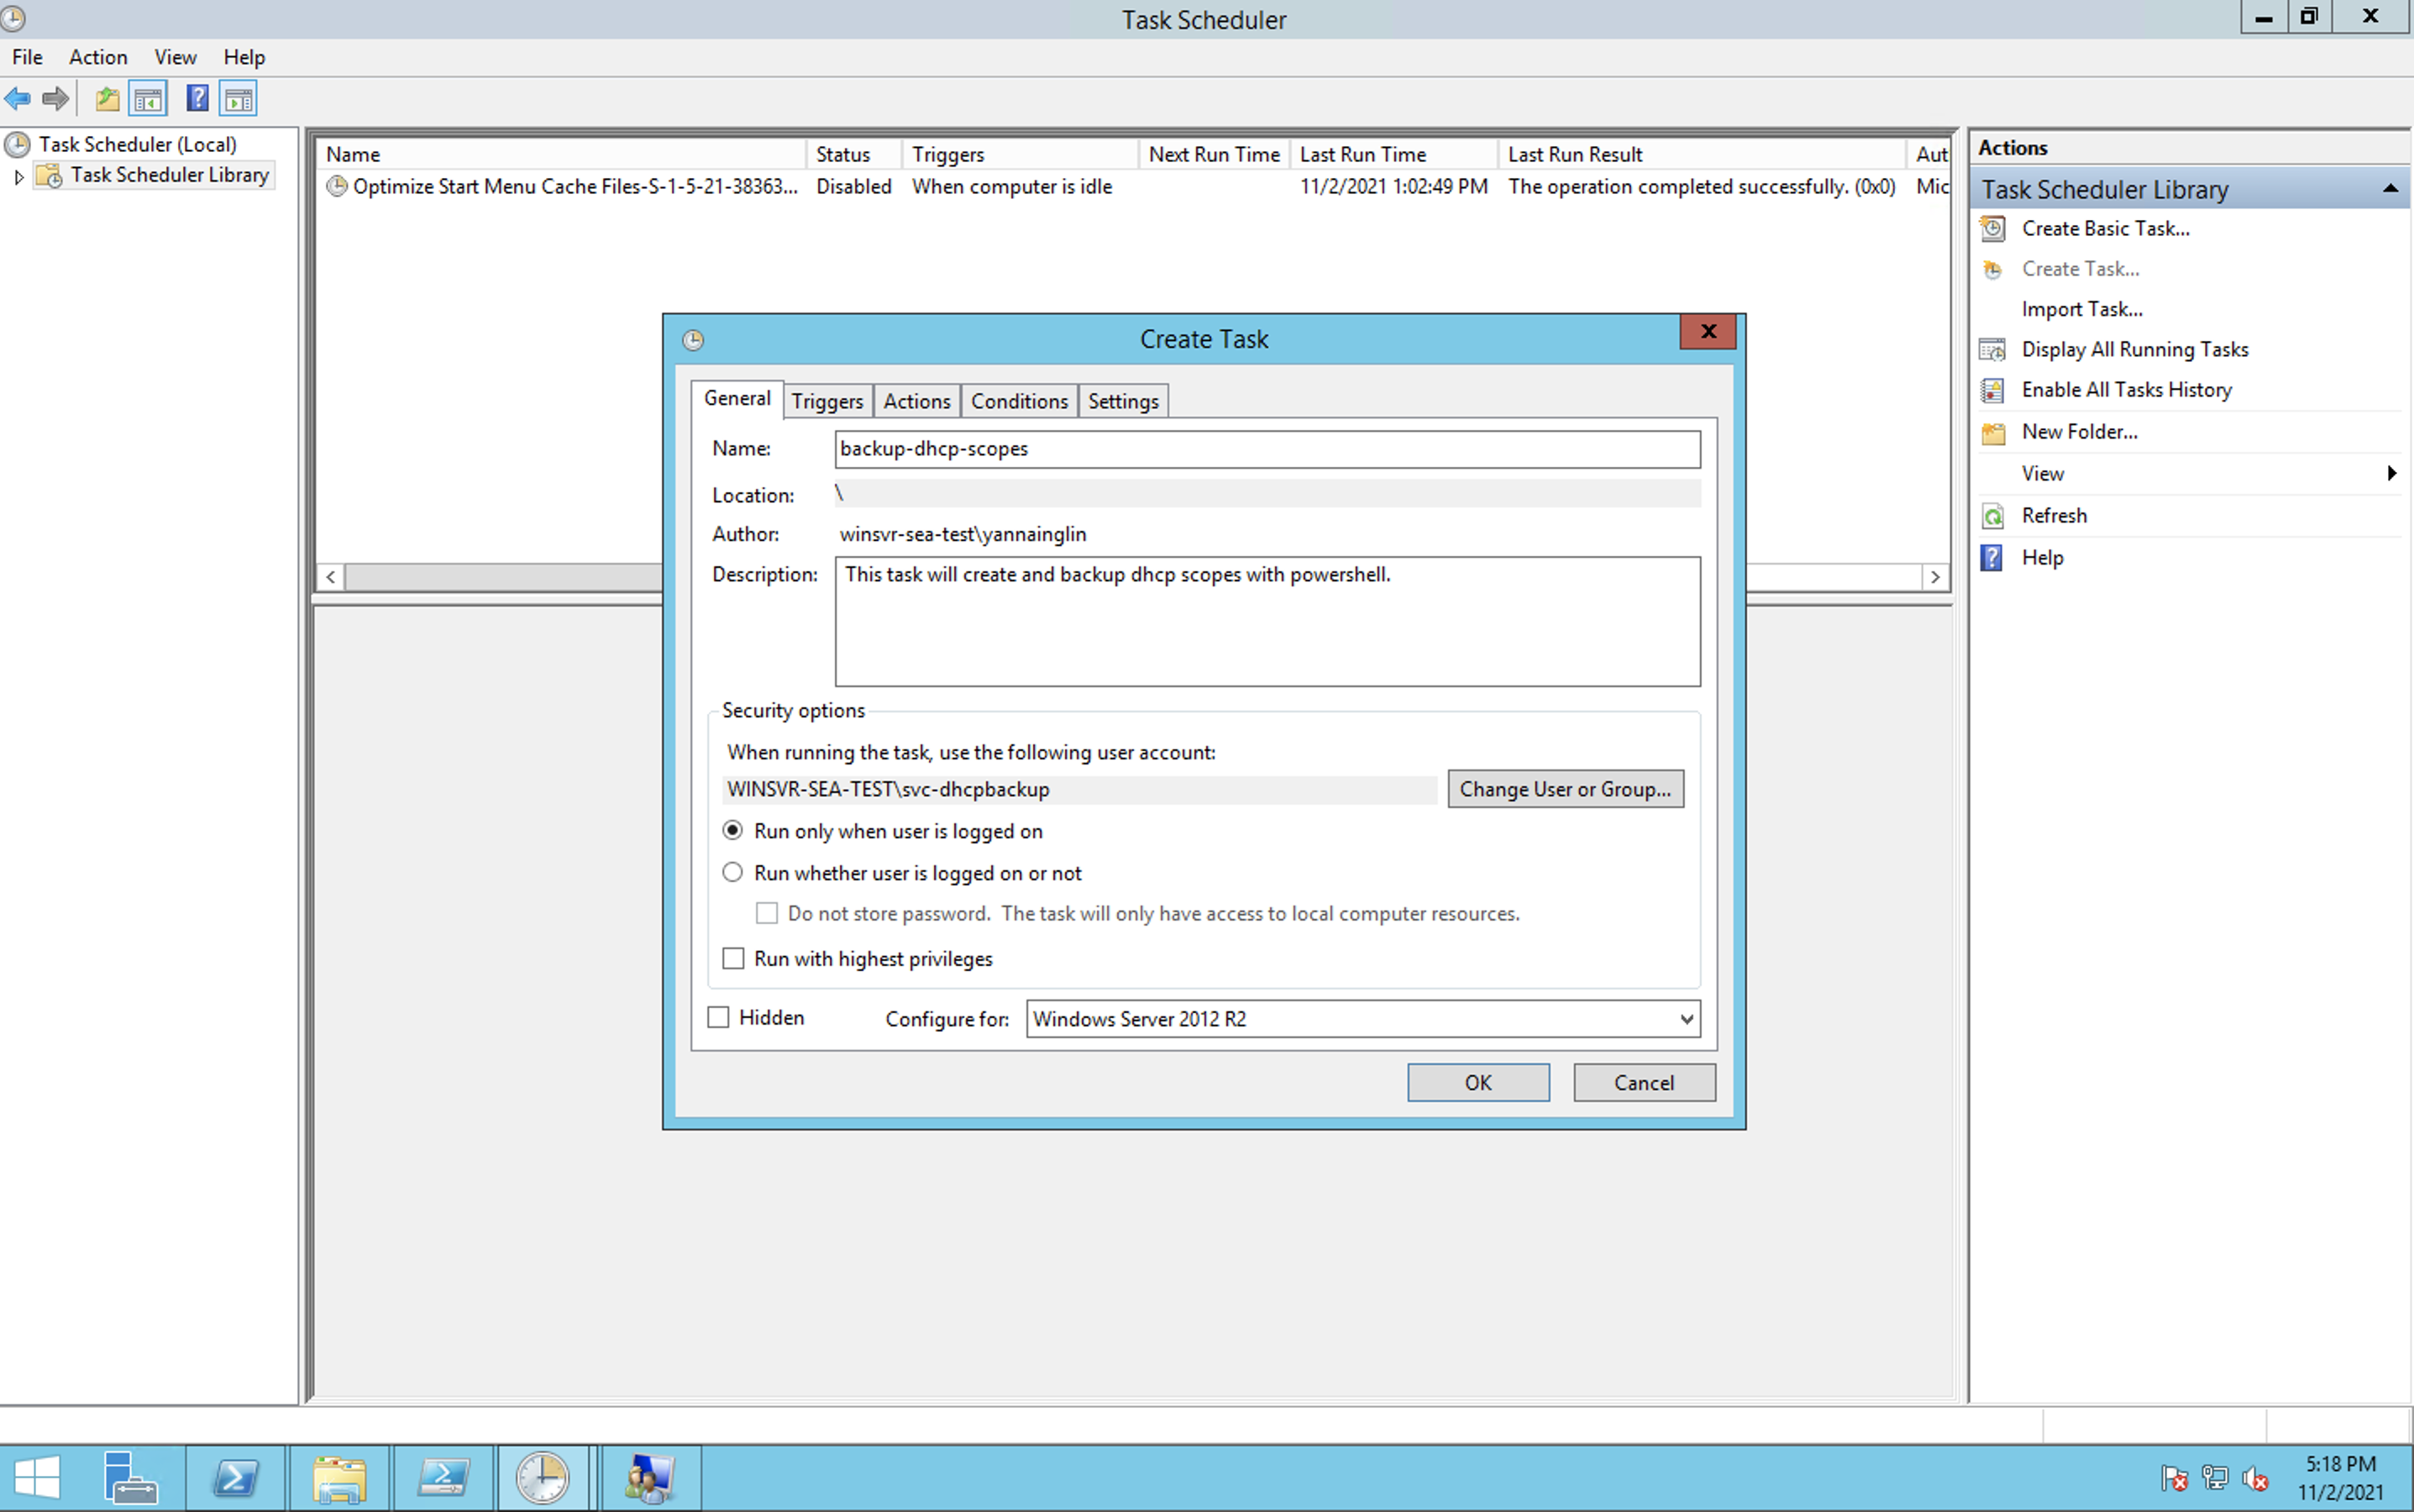 Task Scheduler
File Action View Help
Task Scheduler (Local)
Task Scheduler Library
Name Status Triggers Next Run Time Last Run Time Last Run Result Aut
Optimize Start Menu Cache Files-S-1-5-21-38363... Disabled When computer is idle 11/2/2021 1:02:49 PM The operation completed successfully. (0x0) Mic
Actions
Task Scheduler Library
Create Basic Task...
Create Task...
Import Task...
Display All Running Tasks
Enable All Tasks History
New Folder...
View
Refresh
Help
Create Task
General Triggers Actions Conditions Settings
Name: backup-dhcp-scopes
Location: \
Author: winsvr-sea-test\yannainglin
Description: This task will create and backup dhcp scopes with powershell.
Security options
When running the task, use the following user account:
WINSVR-SEA-TEST\svc-dhcpbackup Change User or Group...
Run only when user is logged on
Run whether user is logged on or not
Do not store password. The task will only have access to local computer resources.
Run with highest privileges
Hidden Configure for: Windows Server 2012 R2
OK Cancel
5:18 PM
11/2/2021